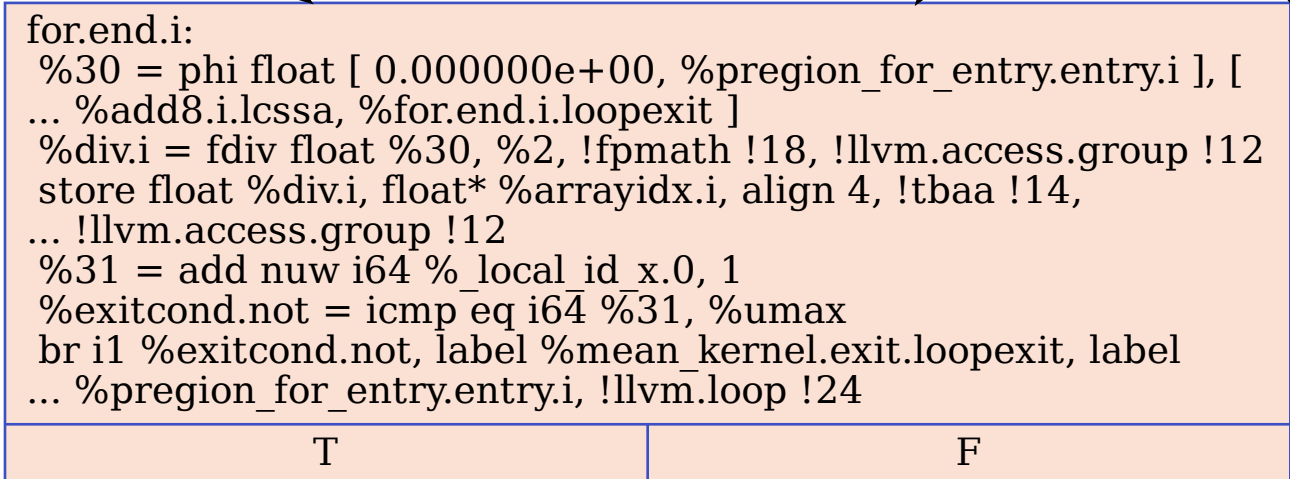 for.end.i:
%30 = phi float [ 0.000000e+00, %pregion_for_entry.entry.i ], [
... %add8.i.lcssa, %for.end.i.loopexit ]
%div.i = fdiv float %30, %2, !fpmath !18, !llvm.access.group !12
store float %div.i, float* %arrayidx.i, align 4, !tbaa !14,
... !llvm.access.group !12
%31 = add nuw i64 %_local_id_x.0, 1
%exitcond.not = icmp eq i64 %31, %umax
br i1 %exitcond.not, label %mean_kernel.exit.loopexit, label
... %pregion_for_entry.entry.i, !llvm.loop !24
T
F